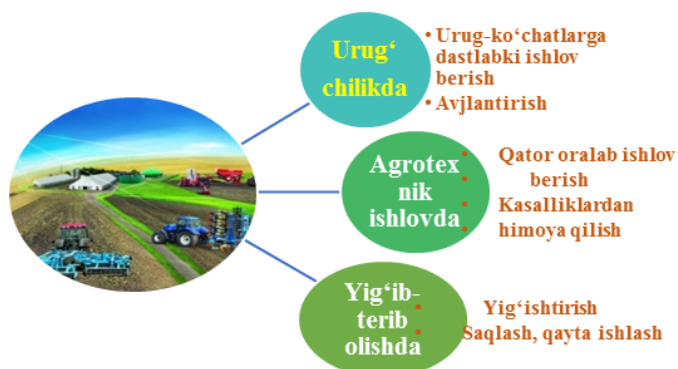 Urug‘
chilikda
• Urug-ko‘chatlarga
dastlabki ishlov
berish
• Avjlantirish
Agrotex
nik
ishlovda
• Qator oralab ishlov
• berish
• Kasalliklardan
• himoya qilish
Yig‘ib-
terib
olishda
• Yig‘ishtirish
• Saqlash, qayta ishlash